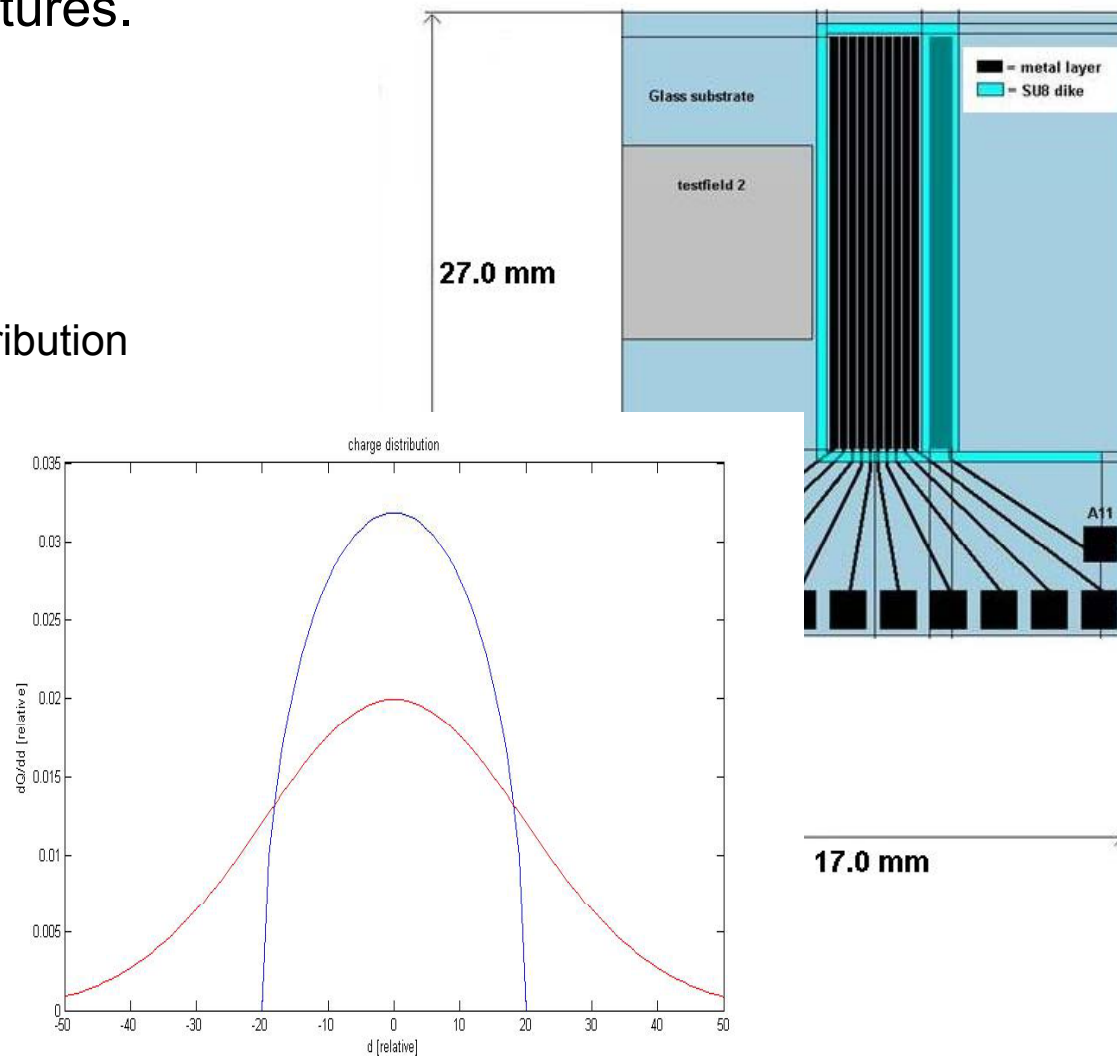 tures.
= metal layer
= SU8 dike
Glass substrate
testfield 2
27.0 mm
ribution
charge distribution
0.035
0.03
0.025
0.02
0.015
0.01
0.005
0
dQ/dd [relative]
-50 -40 -30 -20 -10 0 10 20 30 40 50
d [relative]
A11
17.0 mm